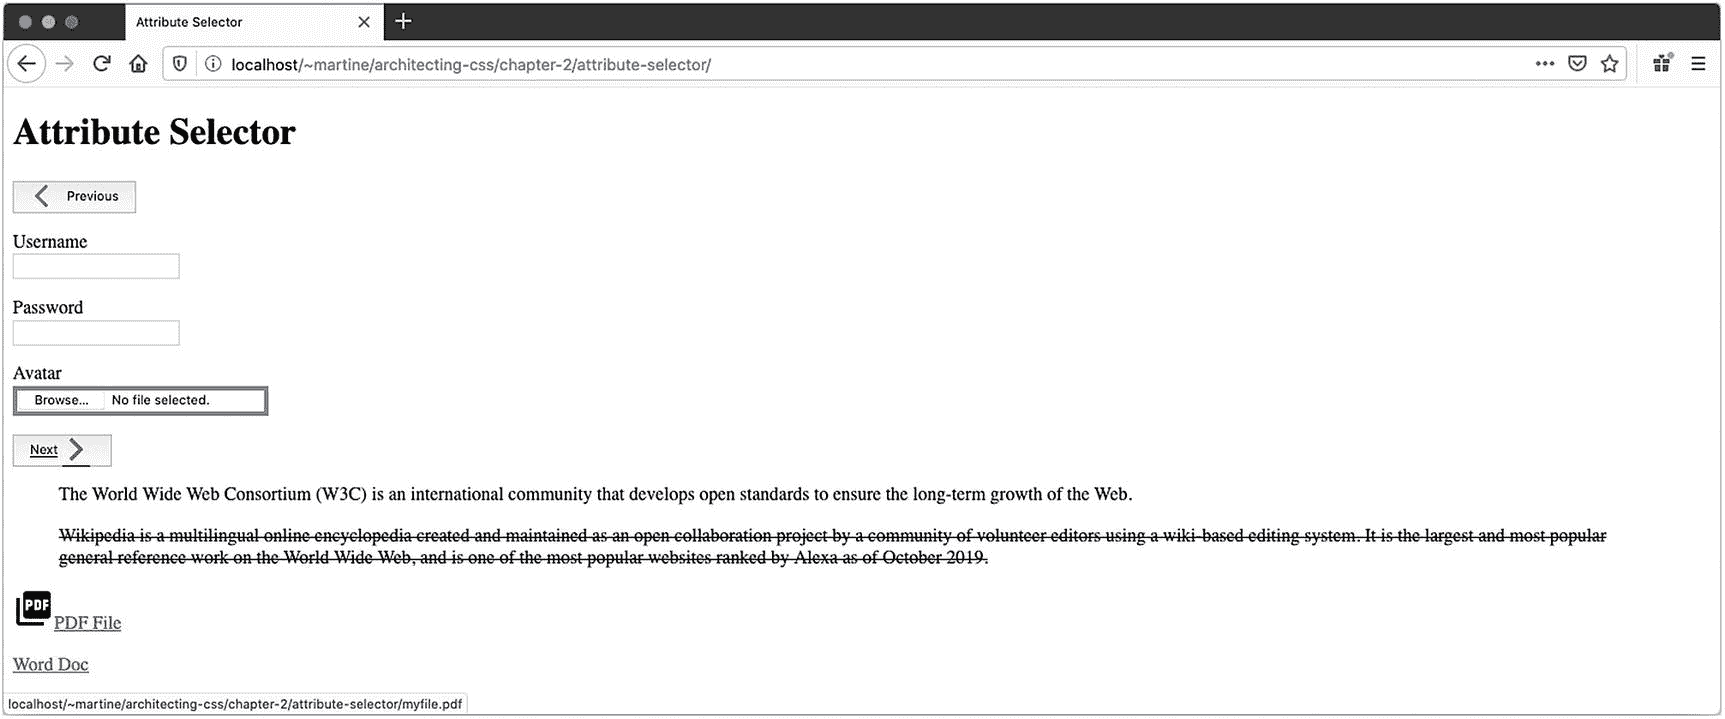 Attribute Selector
localhost/~martine/architecting-css/chapter-2/attribute-selector/
Attribute Selector
Previous
Username
Password
Avatar
Browse... No file selected.
Next
The World Wide Web Consortium (W3C) is an international community that develops open standards to ensure the long-term growth of the Web.
Wikipedia is a multilingual online encyclopedia created and maintained as an open collaboration project by a community of volunteer editors using a wiki-based editing system. It is the largest and most popular
general reference work on the World Wide Web, and is one of the most popular websites ranked by Alexa as of October 2019.
PDF PDF File
Word Doc
localhost/~martine/architecting-css/chapter-2/attribute-selector/myfile.pdf